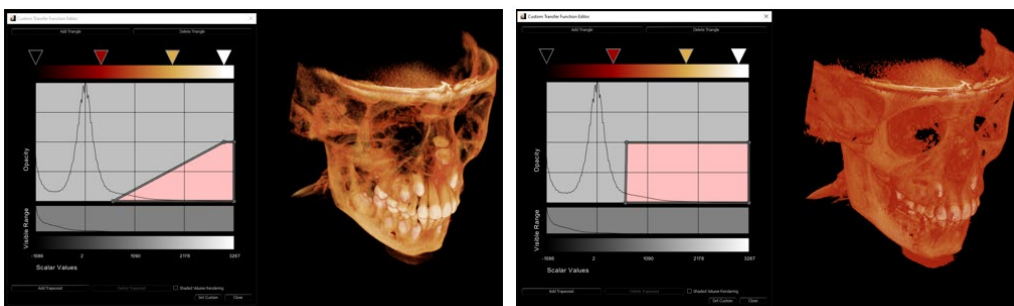 Custom Transfer Function Editor
Add Triangle
Delete Triangle
Opacity
Visible Range
-1086
2
1090
2178
3267
Scalar Values
Add Trapezoid
Delete Trapezoid
Shaded Volume Rendering
Set Custom
Close
Custom Transfer Function Editor
Add Triangle
Delete Triangle
Opacity
Visible Range
-1086
2
1090
2178
3267
Scalar Values
Add Trapezoid
Delete Trapezoid
Shaded Volume Rendering
Set Custom
Close